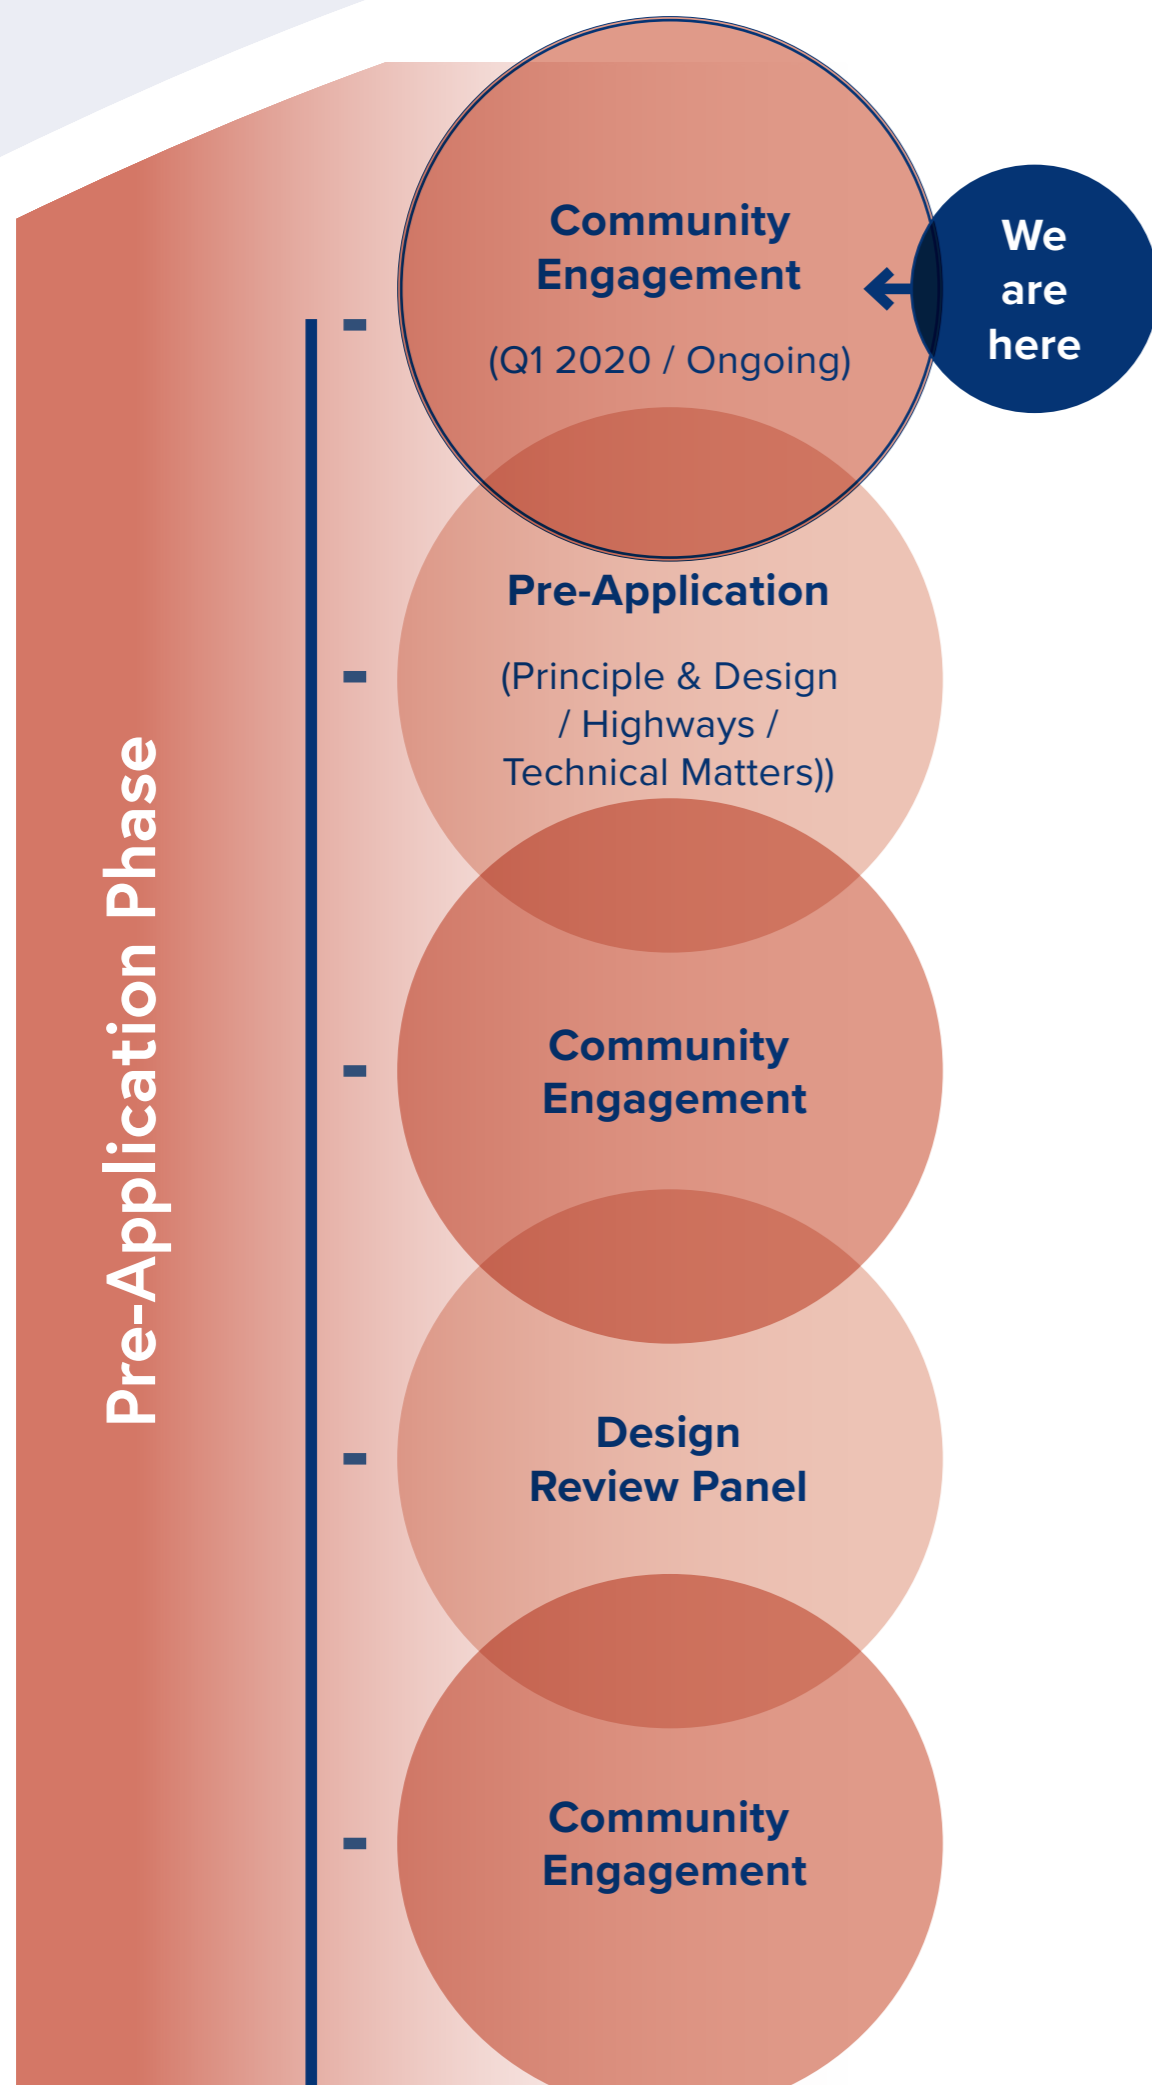 Community
Engagement
(Q1 2020 / Ongoing)
We
are
here
Pre-Application
(Principle & Design
/ Highways /
Technical Matters))
Pre-Application Phase
Community
Engagement
Design
Review Panel
Community
Engagement